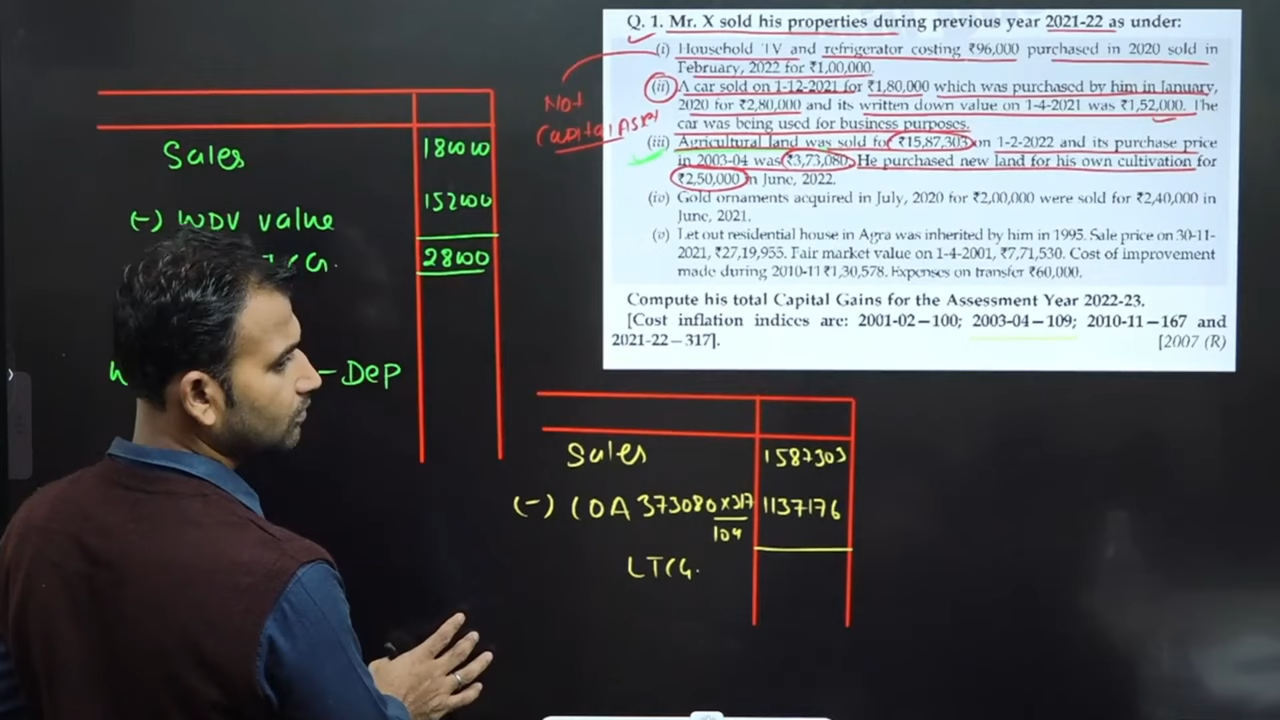 Q. 1. Mr. X sold his properties during previous year 2021-22 as under:
(i) Household TV and refrigerator costing ₹96,000 purchased in 2020 sold in
February, 2022 for ₹1,00,000.
(ii) A car sold on 1-12-2021 for ₹1,80,000 which was purchased by him in January,
2020 for ₹2,80,000 and its written down value on 1-4-2021 was ₹1,52,000. The
car was being used for business purposes.
(iii) Agricultural land was sold for ₹15,87,303 on 1-2-2022 and its purchase price
in 2003-04 was ₹3,73,080. He purchased new land for his own cultivation for
₹2,50,000 in June, 2022.
(iv) Gold ornaments acquired in July, 2020 for ₹2,00,000 were sold for ₹2,40,000 in
June, 2021.
(v) Let out residential house in Agra was inherited by him in 1995. Sale price on 30-11-
2021, ₹27,19,955. Fair market value on 1-4-2001, ₹7,71,530. Cost of improvement
made during 2010-11 ₹1,30,578. Expenses on transfer ₹60,000.
Compute his total Capital Gains for the Assessment Year 2022-23.
[Cost inflation indices are: 2001-02—100; 2003-04—109; 2010-11—167 and
2021-22—317].
[2007 (R)
Not
Capital Asset
Sales 180000
(-) WDV value 152000
G. 28000
- Dep
Sales 1587303
(-) COA 373080 × 317 1137176
109
LTCG.